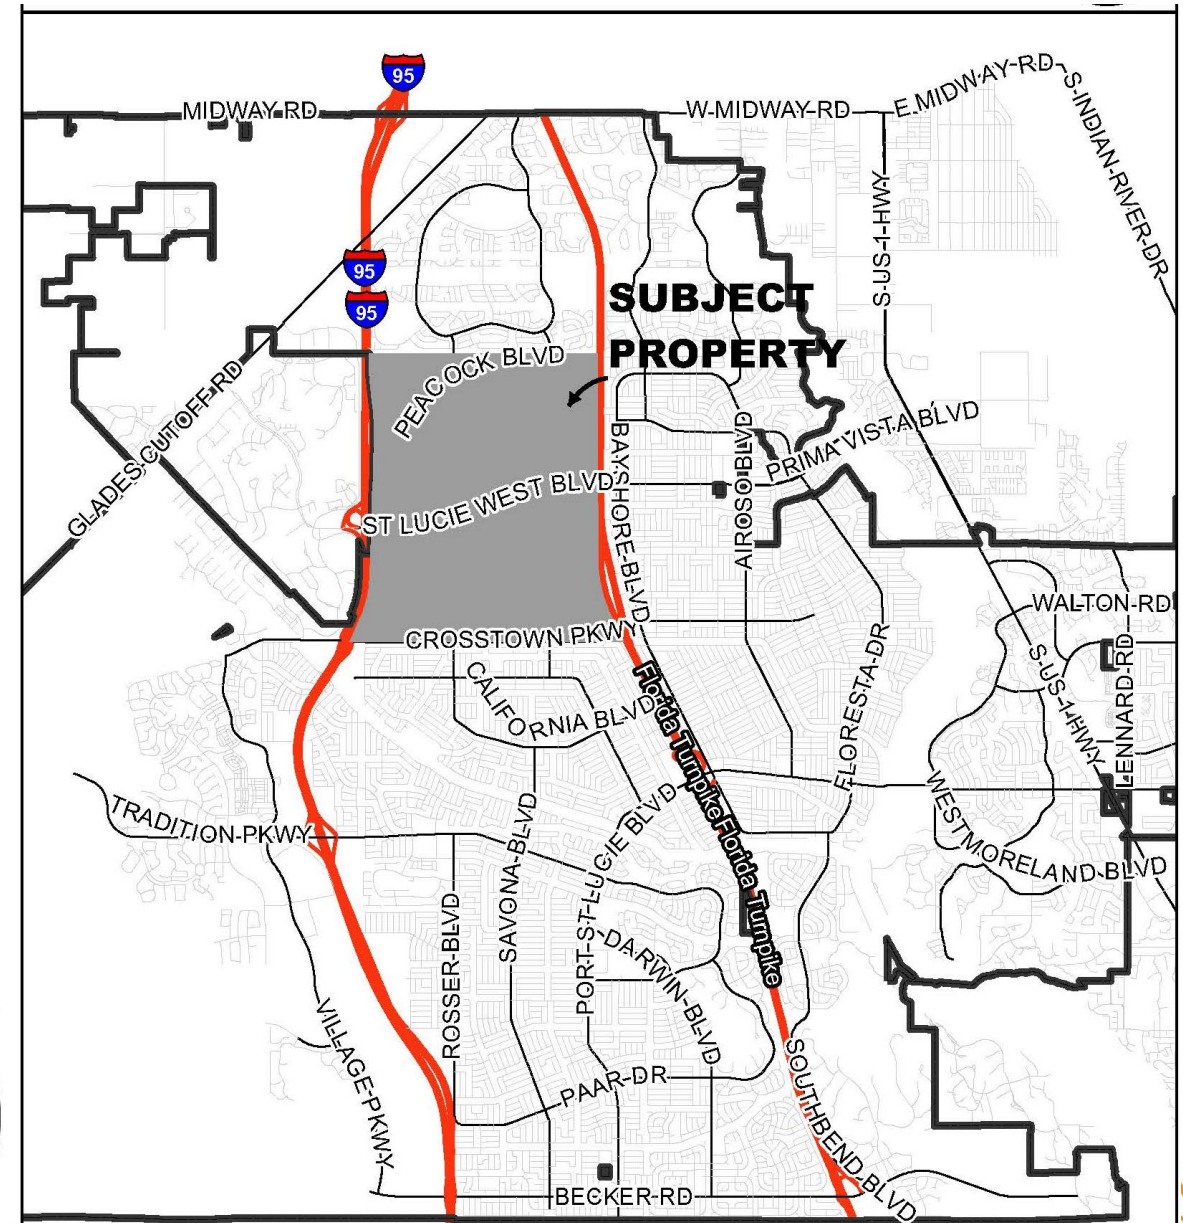 95
MIDWAY RD
W MIDWAY RD
E MIDWAY RD
S INDIAN RIVER DR
S US 1 HWY
95
95
SUBJECT
PROPERTY
PEACOCK BLVD
GLADES CUTOFF RD
BAYSHORE BLVD
AIROSO BLVD
PRIMA VISTA BLVD
ST LUCIE WEST BLVD
CROSSTOWN PKWY
WALTON RD
S US 1 HWY
LENNARD RD
FLORESTA DR
CALIFORNIA BLVD
Florida Turnpike
Florida Turnpike
TRADITION PKWY
SAVONA BLVD
PORT ST LUCIE BLVD
WESTMORELAND BLVD
ROSSER BLVD
DARWIN BLVD
VILLAGE PKWY
PAAR DR
SOUTHBEND BLVD
BECKER RD